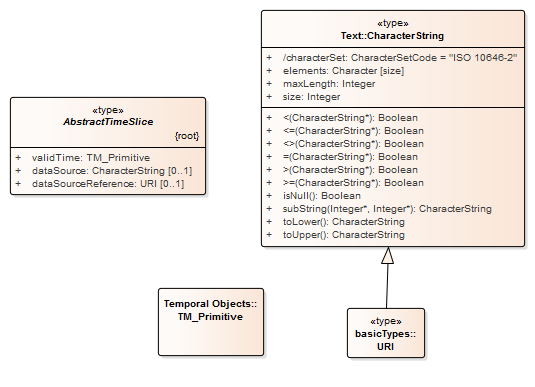 «type»
AbstractTimeSlice
{root}
+ validTime: TM_Primitive
+ dataSource: CharacterString [0..1]
+ dataSourceReference: URI [0..1]
«type»
Text::CharacterString
+ /characterSet: CharacterSetCode = "ISO 10646-2"
+ elements: Character [size]
+ maxLength: Integer
+ size: Integer
+ <(CharacterString*): Boolean
+ <=(CharacterString*): Boolean
+ <>(CharacterString*): Boolean
+ =(CharacterString*): Boolean
+ >(CharacterString*): Boolean
+ >=(CharacterString*): Boolean
+ isNull(): Boolean
+ subString(Integer*, Integer*): CharacterString
+ toLower(): CharacterString
+ toUpper(): CharacterString
Temporal Objects::
TM_Primitive
«type»
basicTypes::
URI